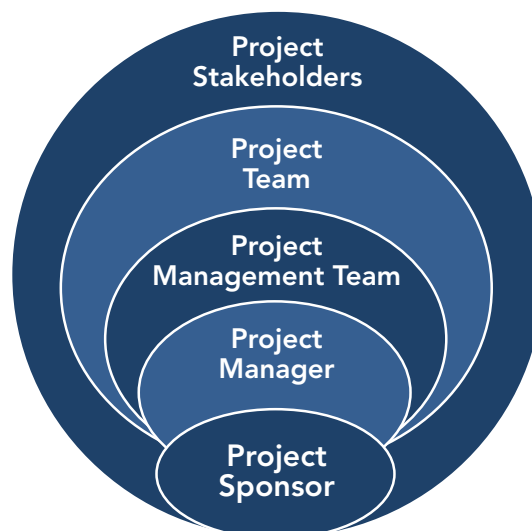 Project
Stakeholders
Project
Team
Project
Management Team
Project
Manager
Project
Sponsor